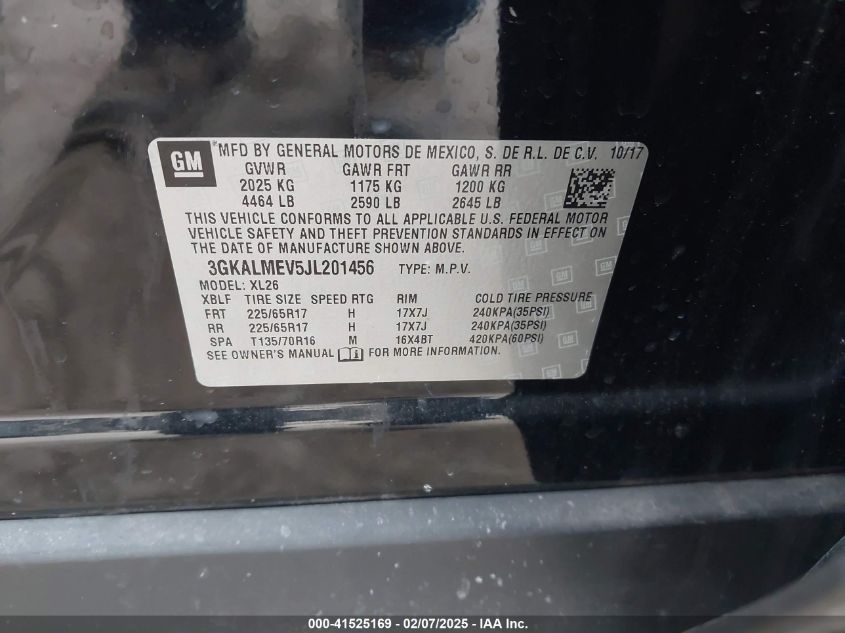 GM *MFD BY GENERAL MOTORS DE MEXICO, S. DE R.L. DE C.V. 10/17
GVWR GAWR FRT GAWR RR
2025 KG 1175 KG 1200 KG
4464 LB 2590 LB 2645 LB
THIS VEHICLE CONFORMS TO ALL APPLICABLE U.S. FEDERAL MOTOR
VEHICLE SAFETY AND THEFT PREVENTION STANDARDS IN EFFECT ON
THE DATE OF MANUFACTURE SHOWN ABOVE.
3GKALMEV5JL201456 TYPE: M.P.V.
MODEL: XL26
XBLF TIRE SIZE SPEED RTG RIM COLD TIRE PRESSURE
FRT 225/65R17 H 17X7J 240KPA(35PSI)
RR 225/65R17 H 17X7J 240KPA(35PSI)
SPA T135/70R16 M 16X4BT 420KPA(60PSI)
SEE OWNER'S MANUAL FOR MORE INFORMATION.
000-41525169 - 02/07/2025 - IAA Inc.